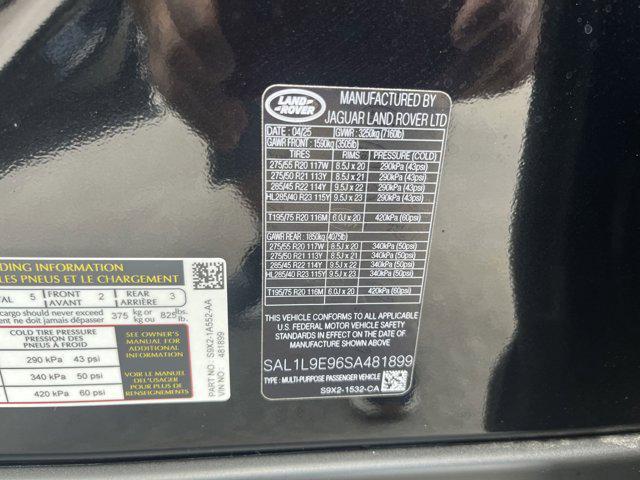 LAND
ROVER
MANUFACTURED BY
JAGUAR LAND ROVER LTD
DATE : 04/25 GVWR : 3250kg (7160lb)
GAWR FRONT : 1590kg (3505lb)
TIRES RIMS PRESSURE (COLD)
275/55 R20 117W 8.5J x 20 290kPa (43psi)
275/50 R21 113Y 8.5J x 21 290kPa (43psi)
285/45 R22 114Y 9.5J x 22 290kPa (43psi)
HL285/40 R23 115Y 9.5J x 23 290kPa (43psi)
T195/75 R20 116M 6.0J x 20 420kPa (60psi)
GAWR REAR : 1850kg (4075lb)
275/55 R20 117W 8.5J x 20 340kPa (50psi)
275/50 R21 113Y 8.5J x 21 340kPa (50psi)
285/45 R22 114Y 9.5J x 22 340kPa (50psi)
HL285/40 R23 115Y 9.5J x 23 340kPa (50psi)
T195/75 R20 116M 6.0J x 20 420kPa (60psi)
THIS VEHICLE CONFORMS TO ALL APPLICABLE
U.S. FEDERAL MOTOR VEHICLE SAFETY
STANDARDS IN EFFECT ON THE DATE OF
MANUFACTURE SHOWN ABOVE
SAL1L9E96SA481899
TYPE : MULTI-PURPOSE PASSENGER VEHICLE
S9X2-1532-CA
DING INFORMATION
LES PNEUS ET LE CHARGEMENT
TAL 5 FRONT AVANT 2 REAR ARRIÈRE 3
cargo should never exceed
ent ne doit jamais dépasser
375 kg or kg ou 825 lbs. lb.
COLD TIRE PRESSURE
PRESSION DES
PNEUS À FROID
290 kPa 43 psi
340 kPa 50 psi
420 kPa 60 psi
SEE OWNER'S
MANUAL FOR
ADDITIONAL
INFORMATION
VOIR LE MANUEL
DE L'USAGER
POUR PLUS DE
RENSEIGNEMENTS
PART NO : S9X2-1A552-AA
VIN NO : 481899